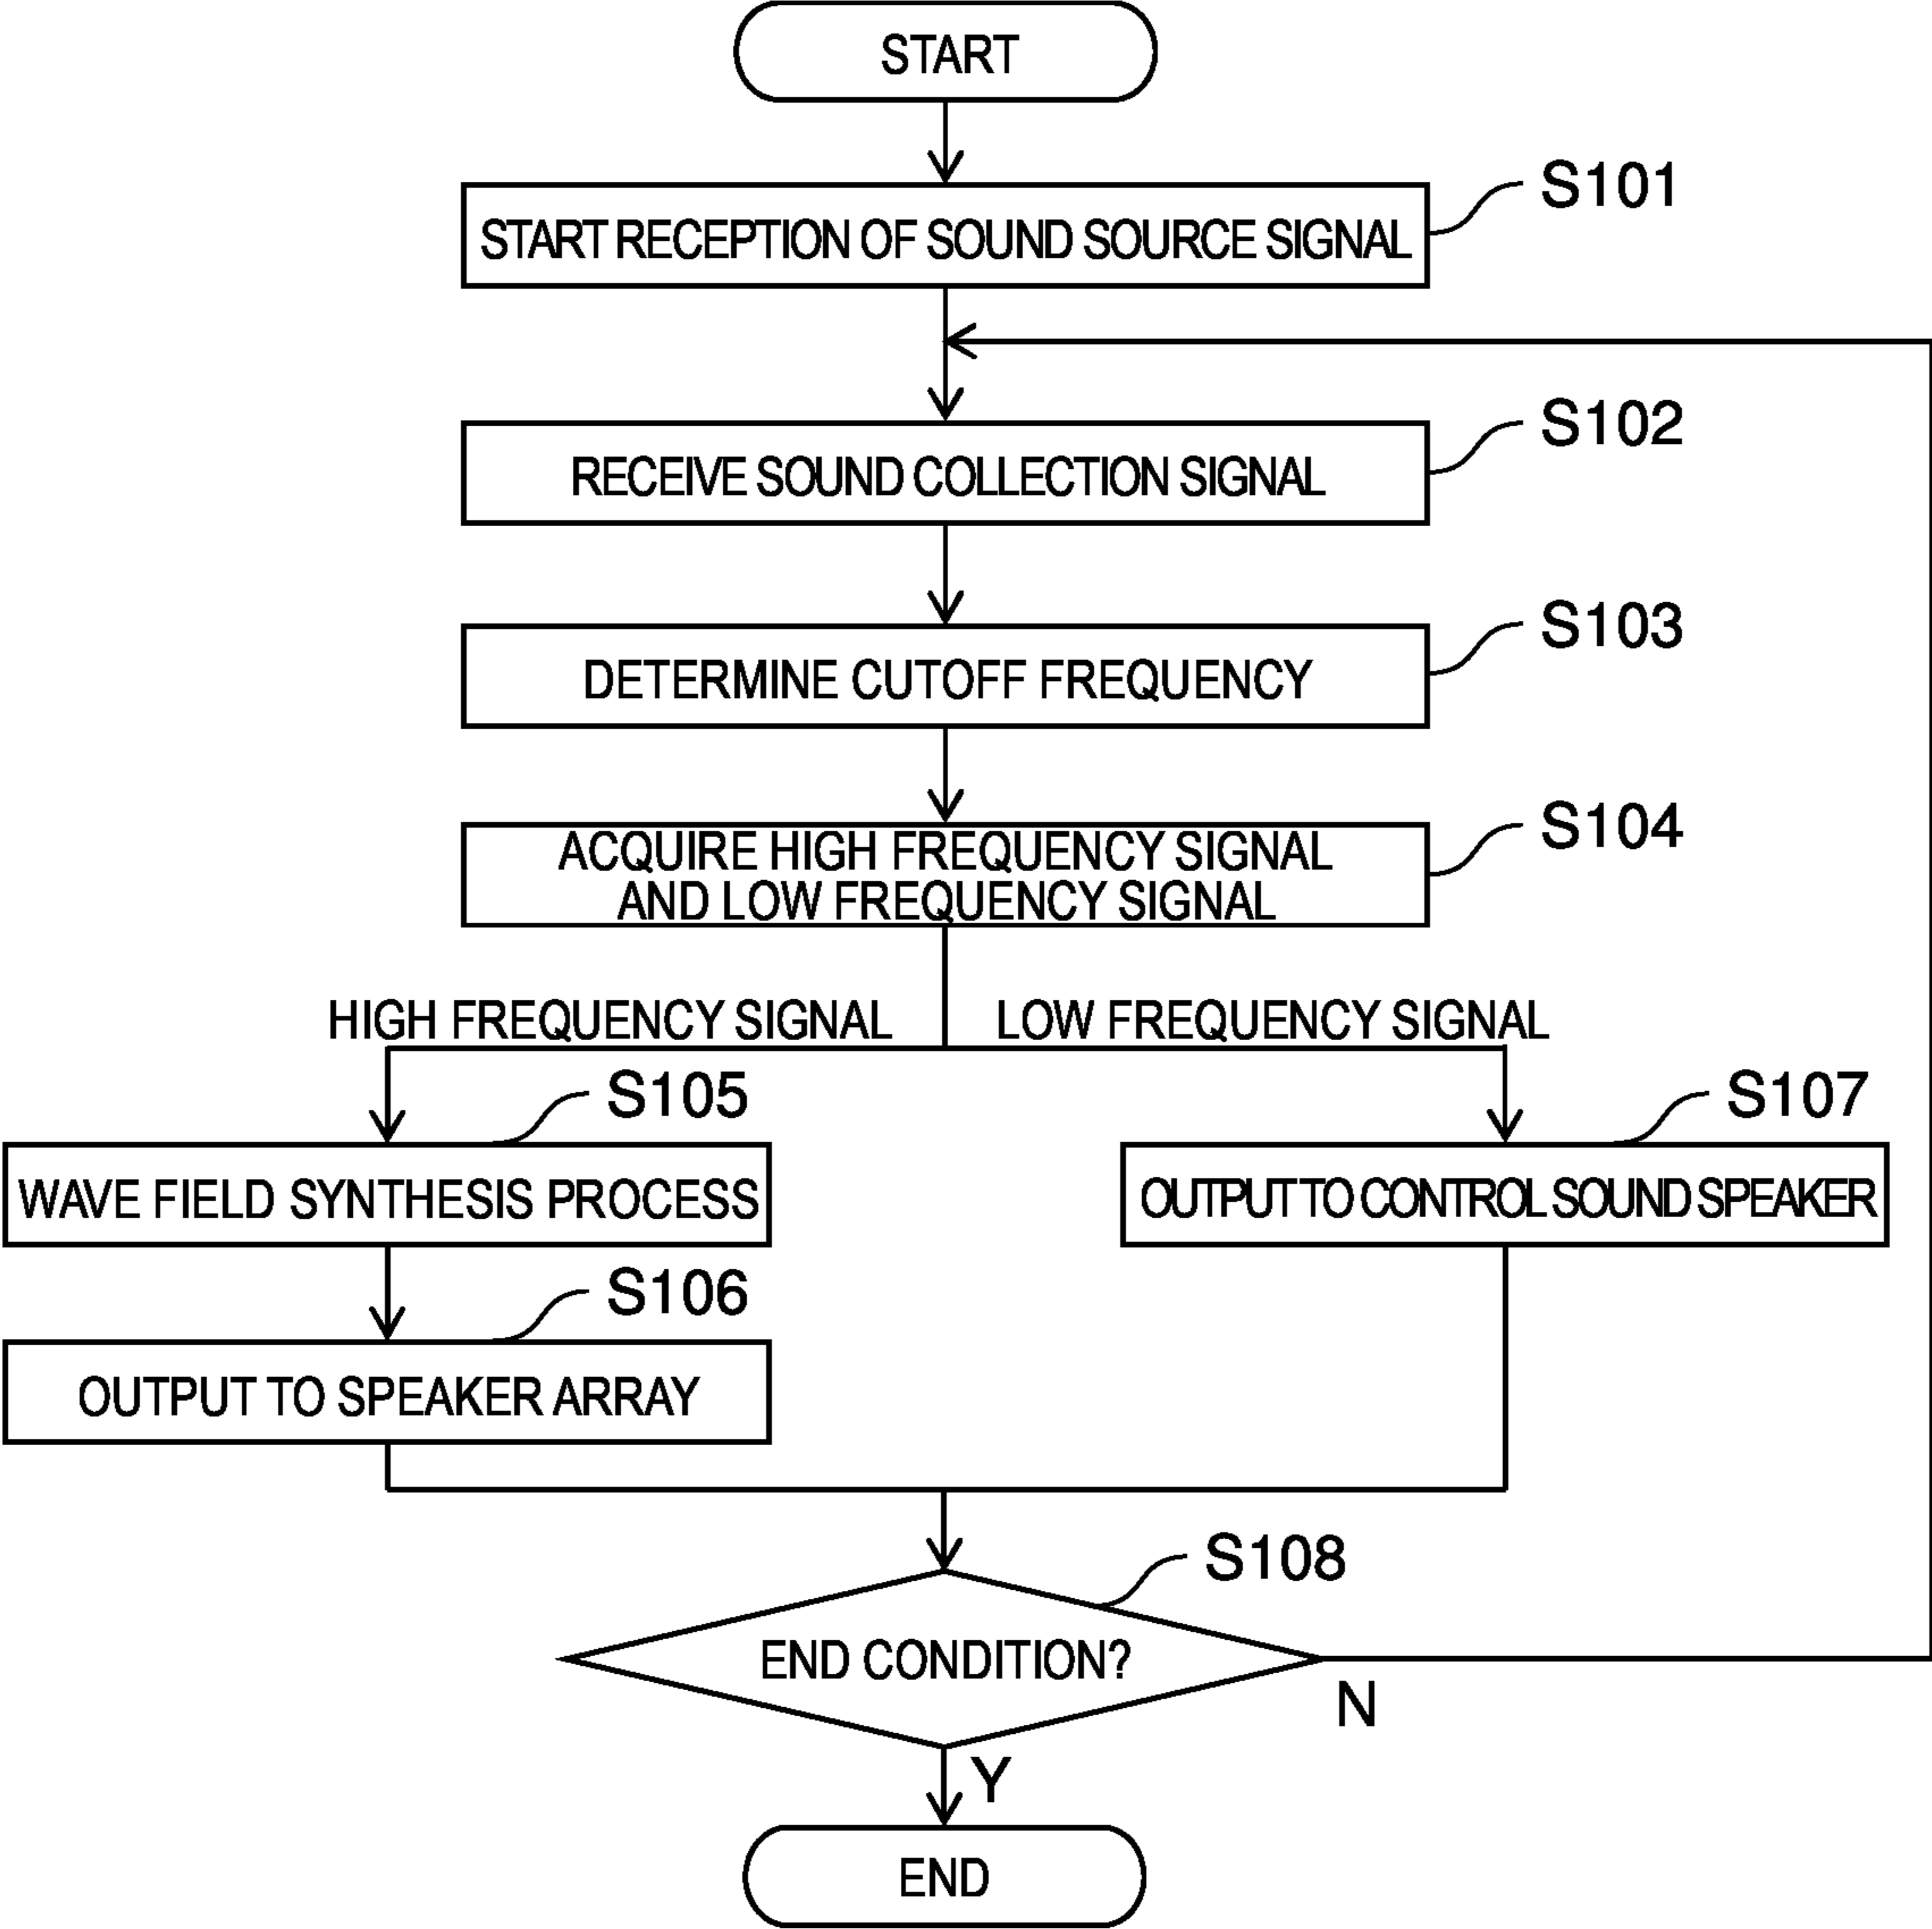 START
S101
START RECEPTION OF SOUND SOURCE SIGNAL
S102
RECEIVE SOUND COLLECTION SIGNAL
S103
DETERMINE CUTOFF FREQUENCY
S104
ACQUIRE HIGH FREQUENCY SIGNAL
AND LOW FREQUENCY SIGNAL
HIGH FREQUENCY SIGNAL
LOW FREQUENCY SIGNAL
S105
WAVE FIELD SYNTHESIS PROCESS
S107
OUTPUT TO CONTROL SOUND SPEAKER
S106
OUTPUT TO SPEAKER ARRAY
S108
END CONDITION?
N
Y
END